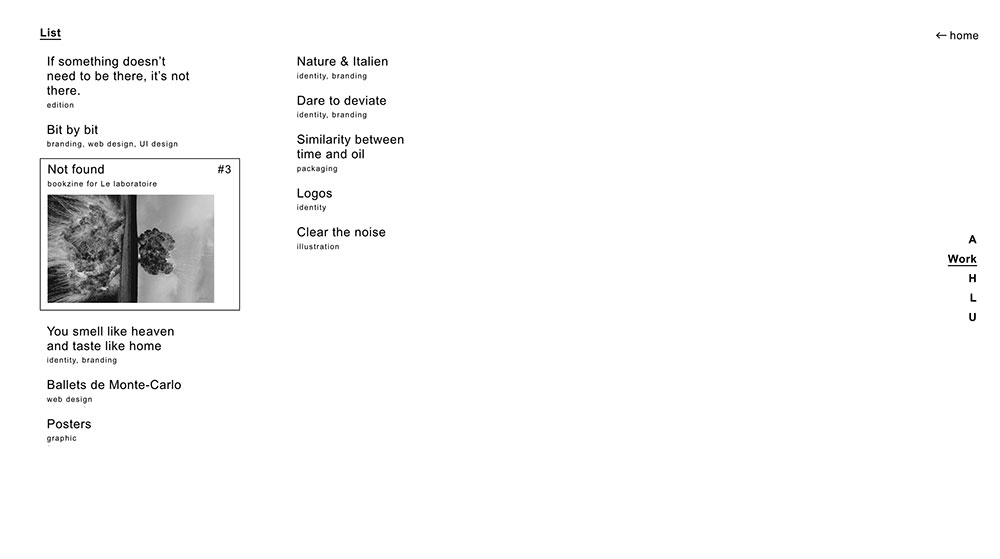 List
← home
If something doesn’t
need to be there, it’s not
there.
edition
Bit by bit
branding, web design, UI design
Not found #3
bookzine for Le laboratoire
You smell like heaven
and taste like home
identity, branding
Ballets de Monte-Carlo
web design
Posters
graphic
Nature & Italien
identity, branding
Dare to deviate
identity, branding
Similarity between
time and oil
packaging
Logos
identity
Clear the noise
illustration
A
Work
H
L
U